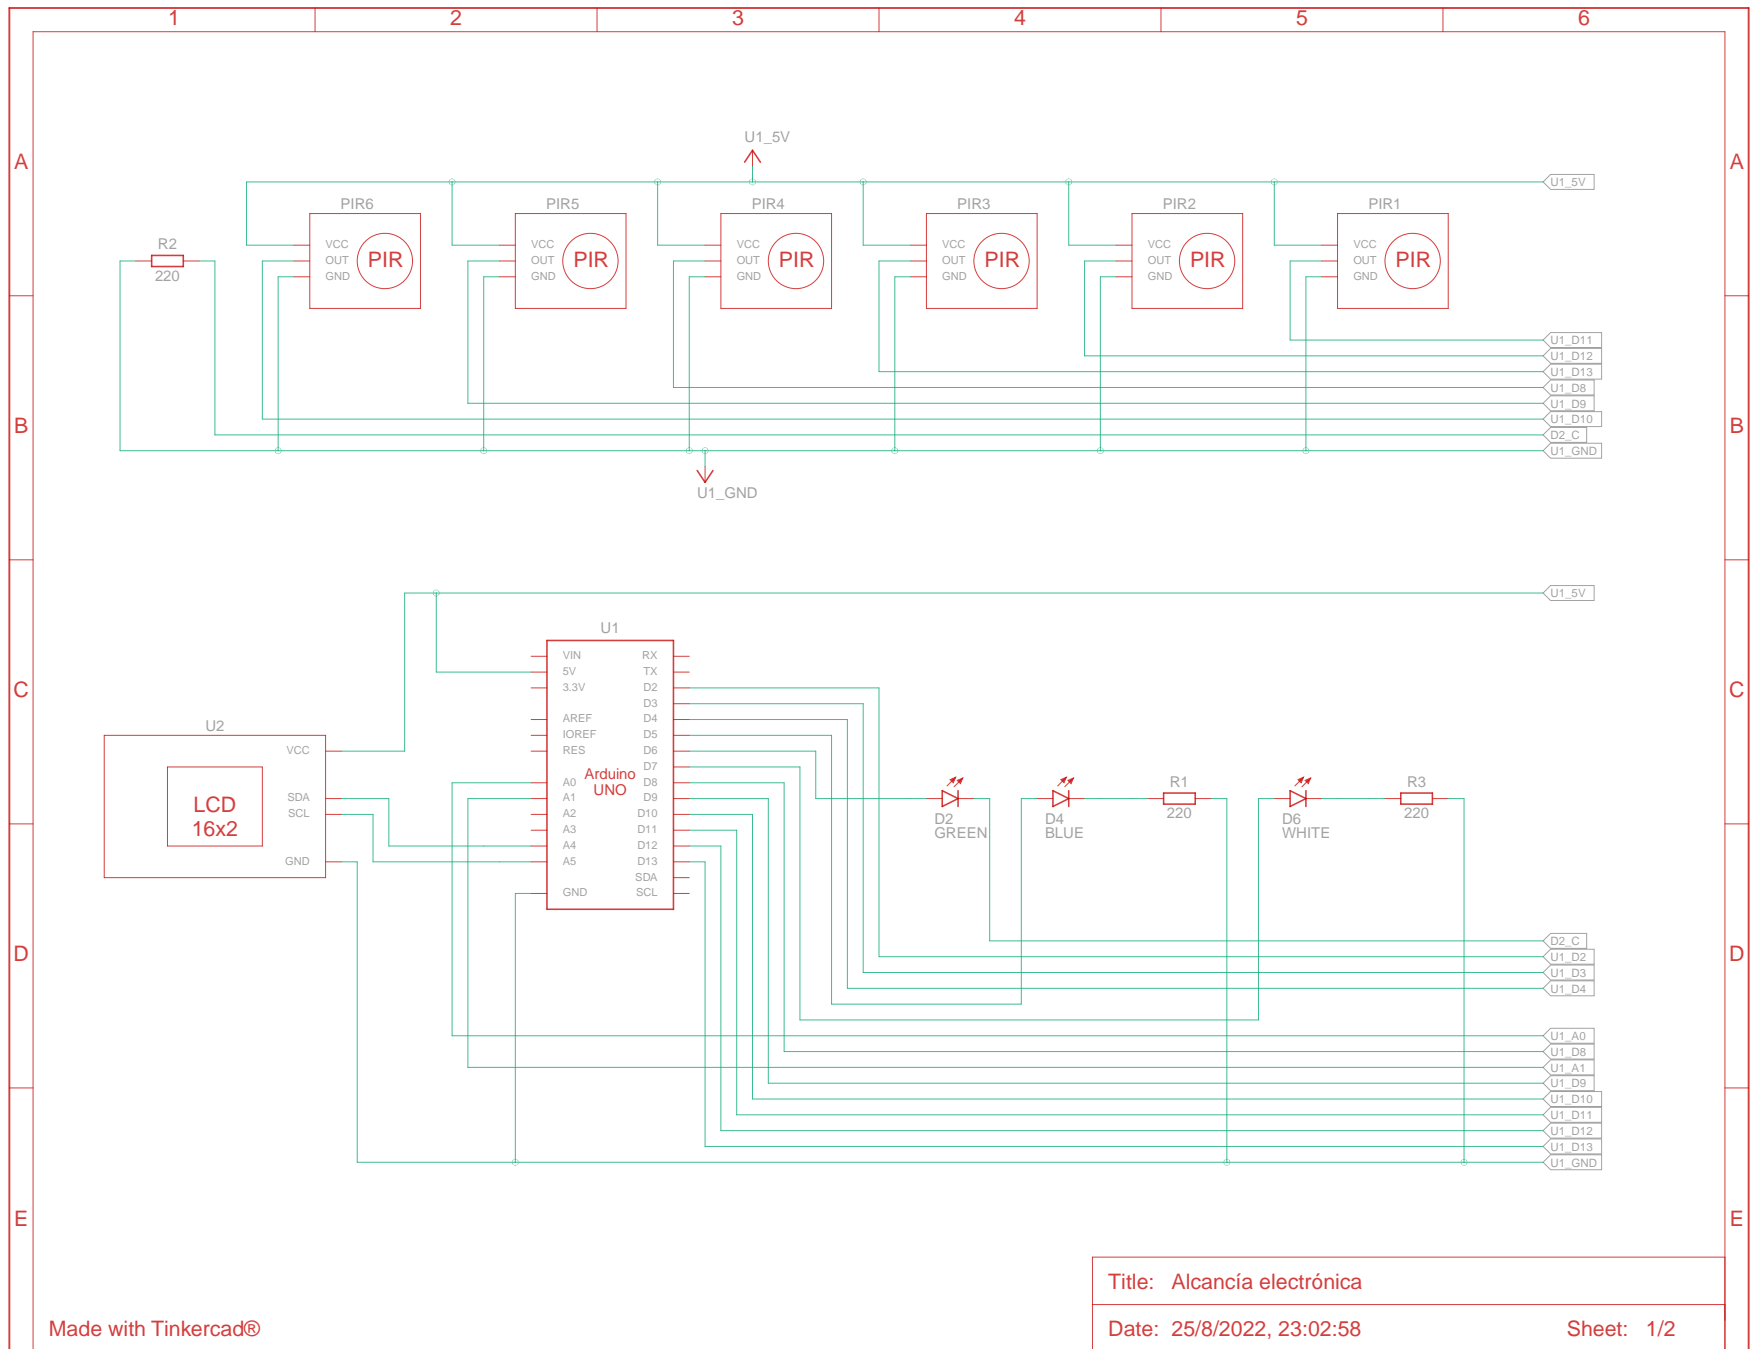 1 2 3 4 5 6
A A
U1_5V
U1_5V
PIR6 PIR5 PIR4 PIR3 PIR2 PIR1
R2
220
VCC OUT GND PIR
VCC OUT GND PIR
VCC OUT GND PIR
VCC OUT GND PIR
VCC OUT GND PIR
VCC OUT GND PIR
U1_D11
U1_D12
U1_D13
U1_D8
U1_D9
U1_D10
D2_C
U1_GND
B B
U1_GND
U1_5V
C C
U1
VIN RX
5V TX
3.3V D2
D3
AREF D4
IOREF D5
RES D6
D7
A0 D8
A1 D9
A2 D10
A3 D11
A4 D12
A5 D13
SDA
GND SCL
Arduino
UNO
U2
VCC
SDA
SCL
GND
LCD
16x2
D2
GREEN
D4
BLUE
R1
220
D6
WHITE
R3
220
D D
D2_C
U1_D2
U1_D3
U1_D4
U1_A0
U1_D8
U1_A1
U1_D9
U1_D10
U1_D11
U1_D12
U1_D13
U1_GND
E E
Title: Alcancía electrónica
Made with Tinkercad®
Date: 25/8/2022, 23:02:58 Sheet: 1/2